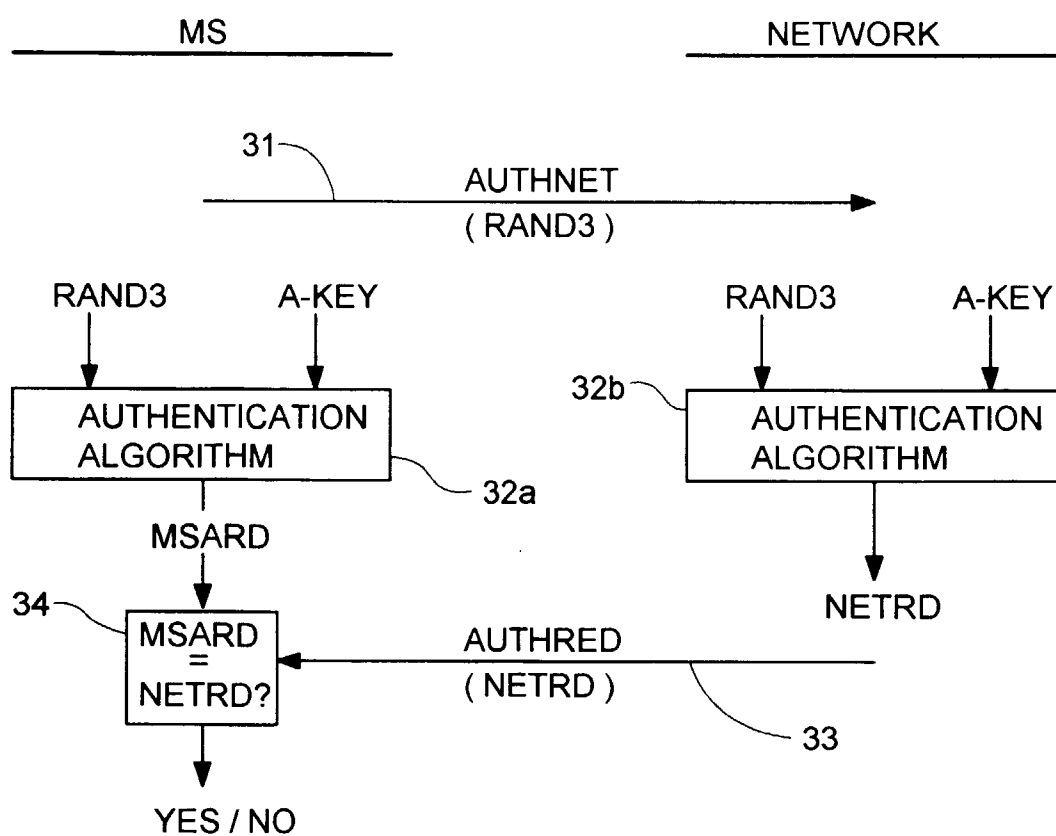 MS
NETWORK
31
AUTHNET
( RAND3 )
RAND3
A-KEY
RAND3
A-KEY
32b
AUTHENTICATION
ALGORITHM
AUTHENTICATION
ALGORITHM
32a
MSARD
34
MSARD
=
NETRD?
AUTHRED
( NETRD )
NETRD
33
YES / NO